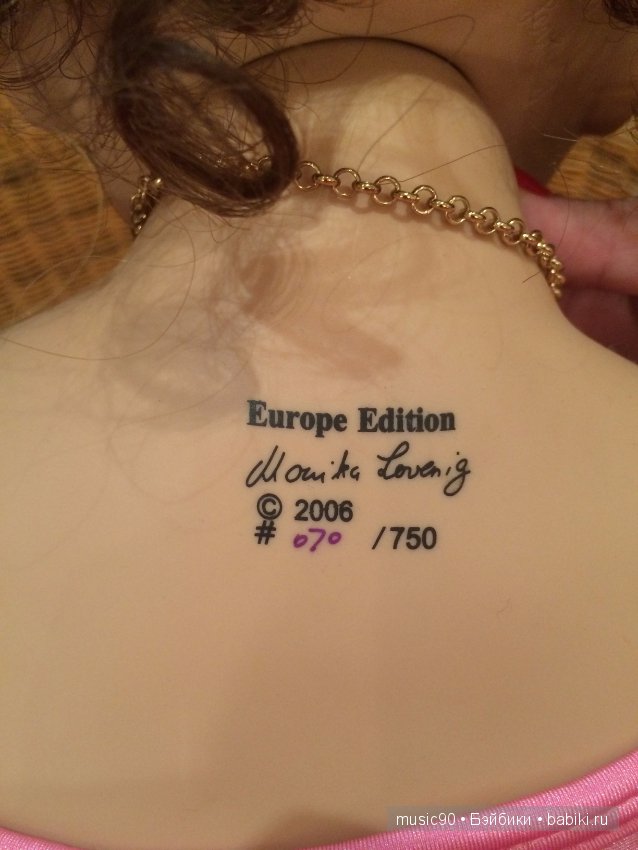 Europe Edition
Monika Levenig
© 2006
# 070 /750
music90 • Бэйбики • babiki.ru